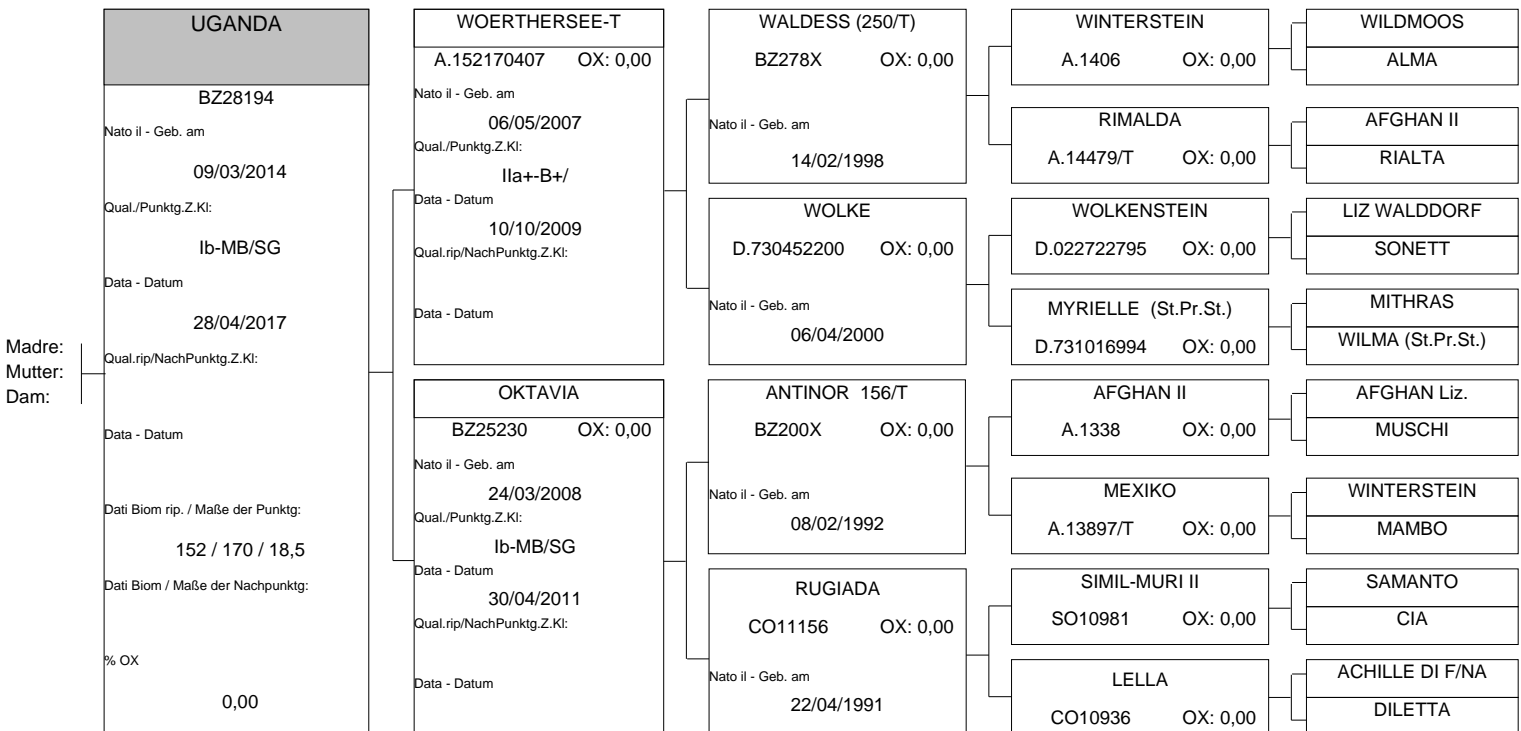 Madre:
Mutter:
Dam:
UGANDA
BZ28194
Nato il - Geb. am
09/03/2014
Qual./Punktg.Z.Kl:
Ib-MB/SG
Data - Datum
28/04/2017
Qual.rip/NachPunktg.Z.Kl:
Data - Datum
Dati Biom rip. / Maße der Punktg:
152 / 170 / 18,5
Dati Biom / Maße der Nachpunktg:
% OX
0,00
WOERTHERSEE-T
A.152170407 OX: 0,00
Nato il - Geb. am
06/05/2007
Qual./Punktg.Z.Kl:
IIa+-B+/
Data - Datum
10/10/2009
Qual.rip/NachPunktg.Z.Kl:
Data - Datum
OKTAVIA
BZ25230 OX: 0,00
Nato il - Geb. am
24/03/2008
Qual./Punktg.Z.Kl:
Ib-MB/SG
Data - Datum
30/04/2011
Qual.rip/NachPunktg.Z.Kl:
Data - Datum
WALDESS (250/T)
BZ278X OX: 0,00
Nato il - Geb. am
14/02/1998
WOLKE
D.730452200 OX: 0,00
Nato il - Geb. am
06/04/2000
ANTINOR 156/T
BZ200X OX: 0,00
Nato il - Geb. am
08/02/1992
RUGIADA
CO11156 OX: 0,00
Nato il - Geb. am
22/04/1991
WINTERSTEIN
A.1406 OX: 0,00
RIMALDA
A.14479/T OX: 0,00
WOLKENSTEIN
D.022722795 OX: 0,00
MYRIELLE (St.Pr.St.)
D.731016994 OX: 0,00
AFGHAN II
A.1338 OX: 0,00
MEXIKO
A.13897/T OX: 0,00
SIMIL-MURI II
SO10981 OX: 0,00
LELLA
CO10936 OX: 0,00
WILDMOOS
ALMA
AFGHAN II
RIALTA
LIZ WALDDORF
SONETT
MITHRAS
WILMA (St.Pr.St.)
AFGHAN Liz.
MUSCHI
WINTERSTEIN
MAMBO
SAMANTO
CIA
ACHILLE DI F/NA
DILETTA